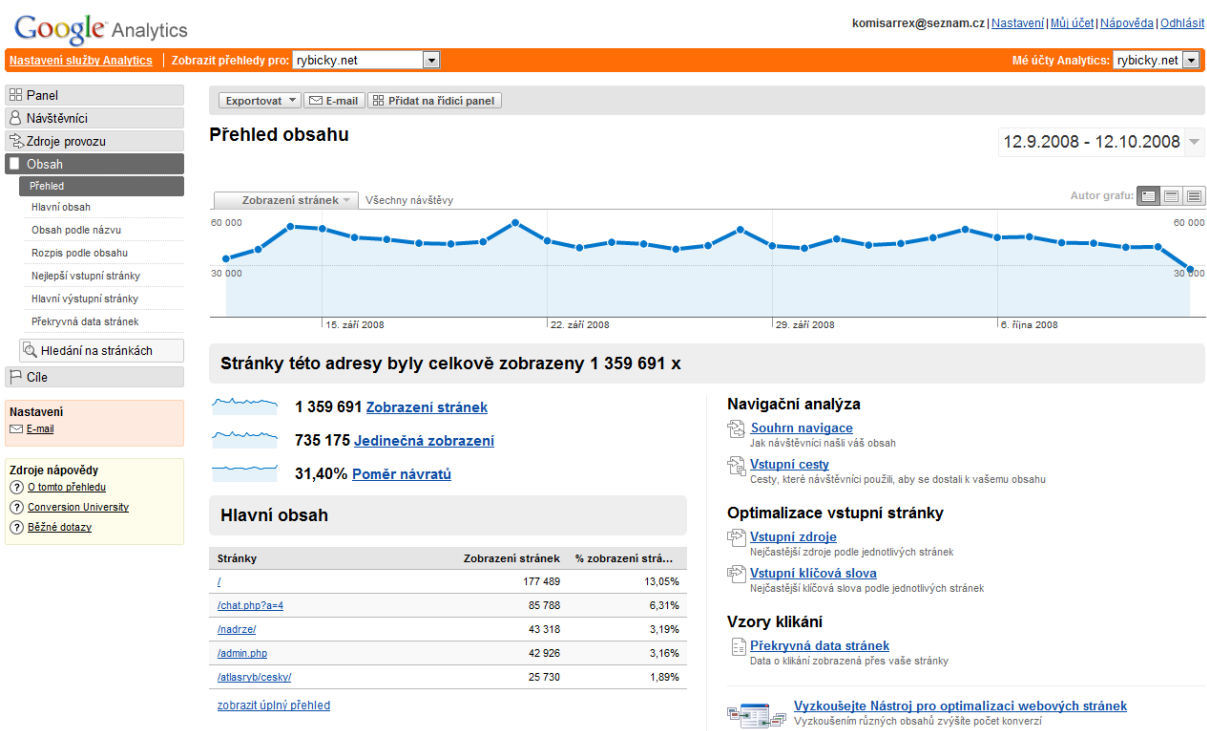 Google Analytics
komisarrex@seznam.cz | Nastavení | Můj účet | Nápověda | Odhlásit
Nastavení služby Analytics | Zobrazit přehledy pro: rybicky.net
Mé účty Analytics: rybicky.net
Panel
Návštěvníci
Zdroje provozu
Obsah
Přehled
Hlavní obsah
Obsah podle názvu
Rozpis podle obsahu
Nejlepší vstupní stránky
Hlavní výstupní stránky
Překryvná data stránek
Hledání na stránkách
Cíle
Nastavení
E-mail
Zdroje nápovědy
O tomto přehledu
Conversion University
Běžné dotazy
Exportovat E-mail Přidat na řídicí panel
Přehled obsahu
12.9.2008 - 12.10.2008
Zobrazení stránek Všechny návštěvy
Autor grafu:
60 000 60 000
30 000 30 000
15. září 2008 22. září 2008 29. září 2008 6. října 2008
Stránky této adresy byly celkově zobrazeny 1 359 691 x
1 359 691 Zobrazení stránek
735 175 Jedinečná zobrazení
31,40% Poměr návratů
Hlavní obsah
Stránky Zobrazení stránek % zobrazení strá...
/ 177 489 13,05%
/chat.php?a=4 85 788 6,31%
/nadrze/ 43 318 3,19%
/admin.php 42 926 3,16%
/atlasryb/cesky/ 25 730 1,89%
zobrazit úplný přehled
Navigační analýza
Souhrn navigace
Jak návštěvníci našli váš obsah
Vstupní cesty
Cesty, které návštěvníci použili, aby se dostali k vašemu obsahu
Optimalizace vstupní stránky
Vstupní zdroje
Nejčastější zdroje podle jednotlivých stránek
Vstupní klíčová slova
Nejčastější klíčová slova podle jednotlivých stránek
Vzory klikání
Překryvná data stránek
Data o klikání zobrazená přes vaše stránky
Vyzkoušejte Nástroj pro optimalizaci webových stránek
Vyzkoušením různých obsahů zvýšíte počet konverzí